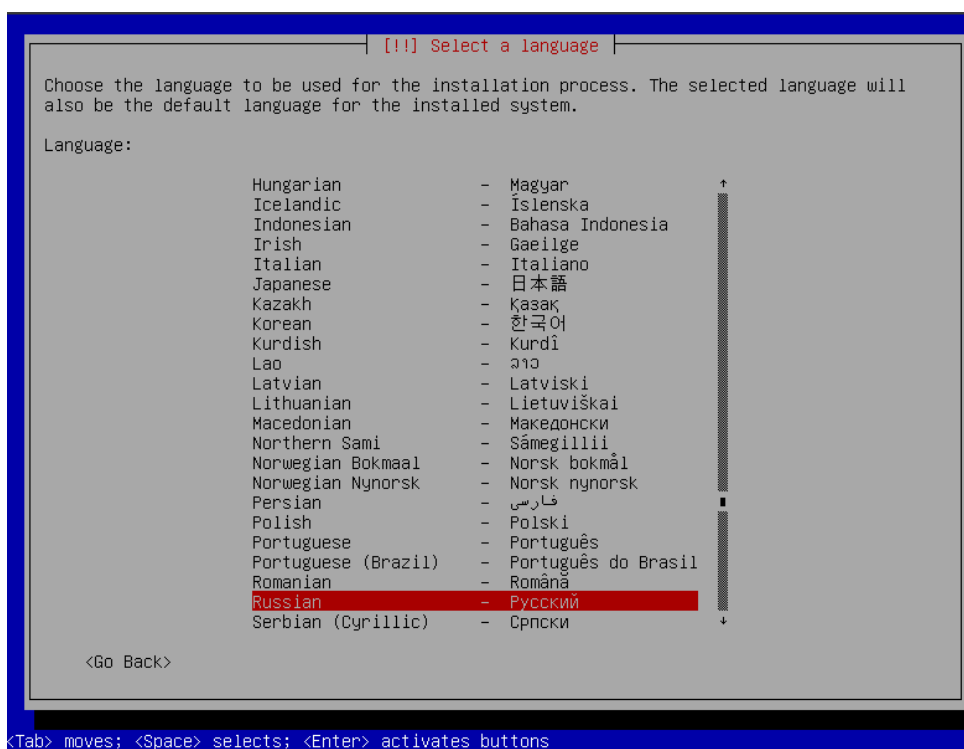 [!!] Select a language
Choose the language to be used for the installation process. The selected language will
also be the default language for the installed system.
Language:
Hungarian - Magyar
Icelandic - Íslenska
Indonesian - Bahasa Indonesia
Irish - Gaeilge
Italian - Italiano
Japanese - 日本語
Kazakh - Қазақ
Korean - 한국어
Kurdish - Kurdî
Lao - ລາວ
Latvian - Latviski
Lithuanian - Lietuviškai
Macedonian - Македонски
Northern Sami - Sámegillii
Norwegian Bokmaal - Norsk bokmål
Norwegian Nynorsk - Norsk nynorsk
Persian - فارسی
Polish - Polski
Portuguese - Português
Portuguese (Brazil) - Português do Brasil
Romanian - Română
Russian - Русский
Serbian (Cyrillic) - Српски
<Go Back>
<Tab> moves; <Space> selects; <Enter> activates buttons